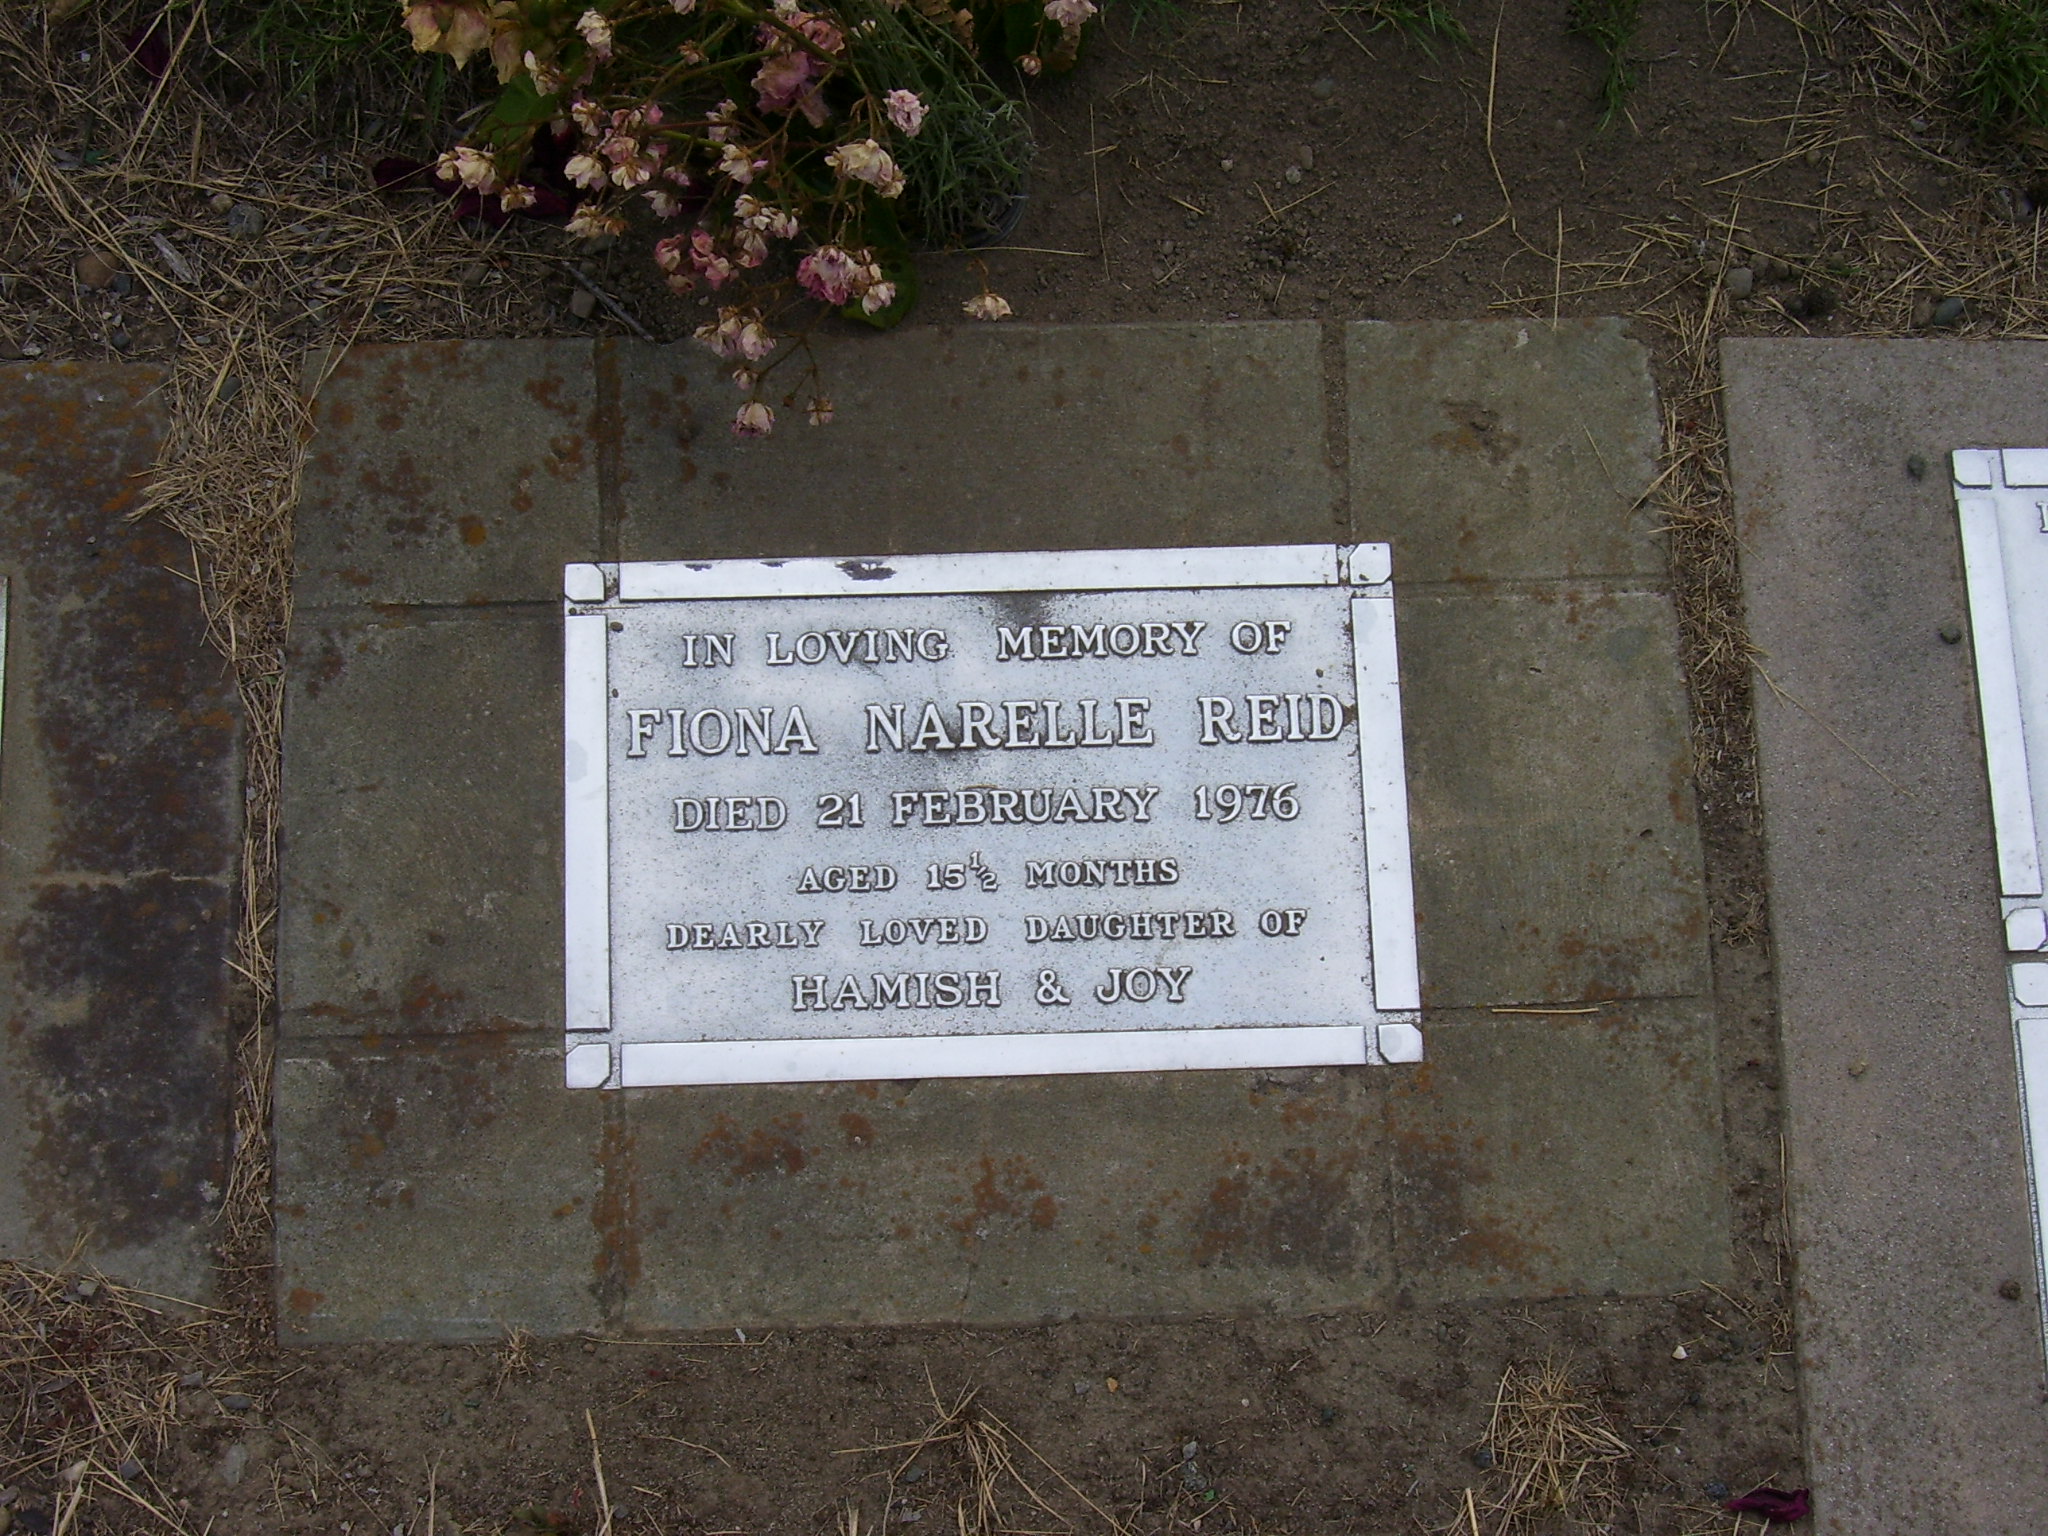 IN LOVING MEMORY OF
FIONA NARELLE REID
DIED 21 FEBRUARY 1976
AGED 15½ MONTHS
DEARLY LOVED DAUGHTER OF
HAMISH & JOY